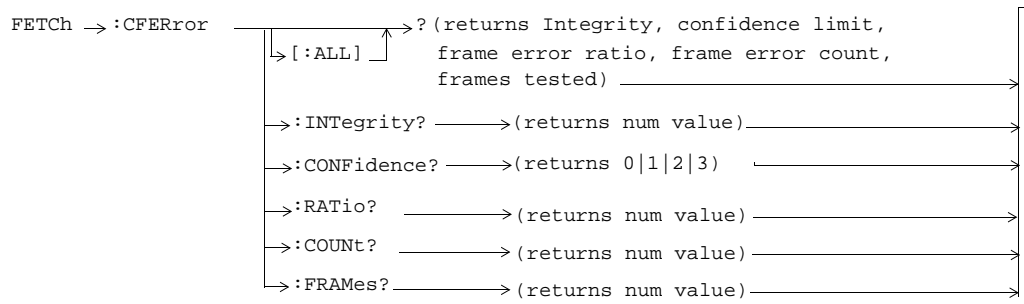 FETCh :CFERror ?(returns Integrity, confidence limit,
[:ALL] frame error ratio, frame error count,
frames tested)
:INTegrity? (returns num value)
:CONFidence? (returns 0|1|2|3)
:RATio? (returns num value)
:COUNt? (returns num value)
:FRAMes? (returns num value)